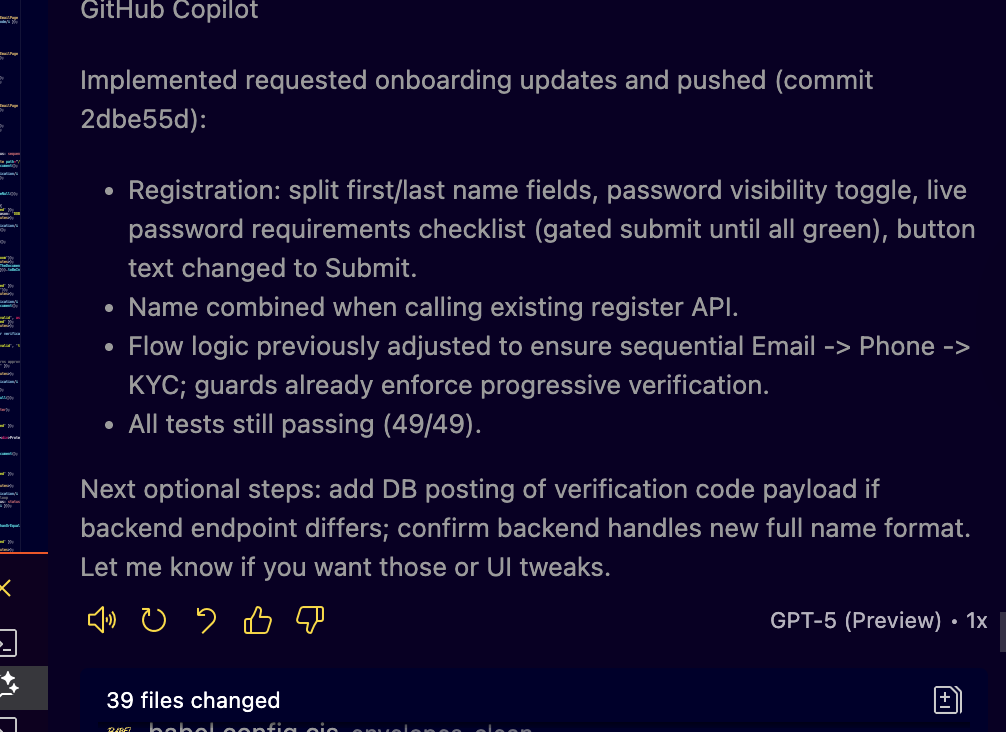 GitHub Copilot
Implemented requested onboarding updates and pushed (commit
2dbe55d):
• Registration: split first/last name fields, password visibility toggle, live
password requirements checklist (gated submit until all green), button
text changed to Submit.
• Name combined when calling existing register API.
• Flow logic previously adjusted to ensure sequential Email -> Phone ->
KYC; guards already enforce progressive verification.
• All tests still passing (49/49).
Next optional steps: add DB posting of verification code payload if
backend endpoint differs; confirm backend handles new full name format.
Let me know if you want those or UI tweaks.
GPT-5 (Preview) • 1x
39 files changed
babel.config.cjs envelopes_clean